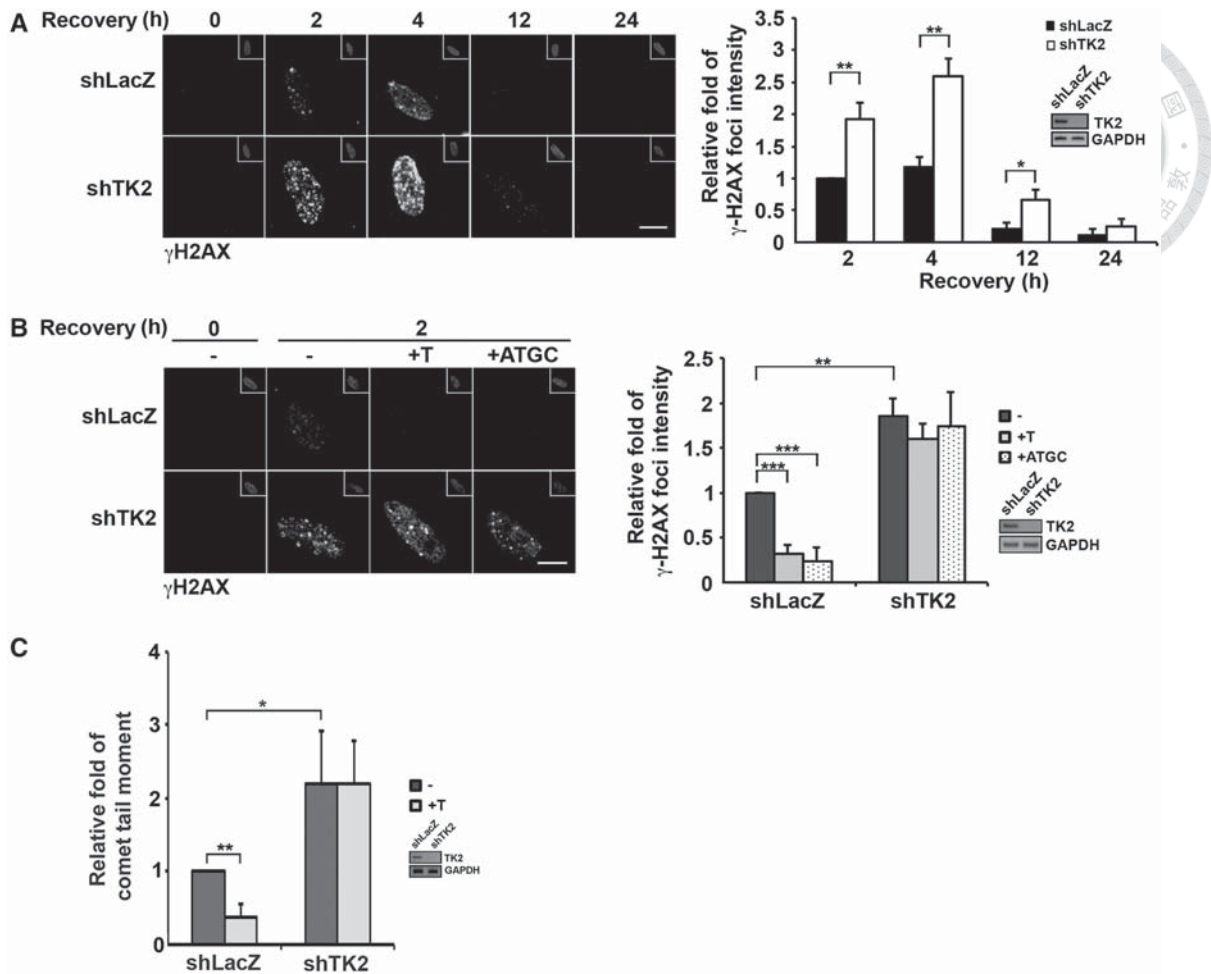 A Recovery (h) 0 2 4 12 24
shLacZ
shTK2
γH2AX
Relative fold of
γ-H2AX foci intensity
3.5
3
2.5
2
1.5
1
0.5
0
** ** *
2 4 12 24
Recovery (h)
shLacZ
shTK2
shLacZ shTK2
TK2
GAPDH
國
品
敦
B Recovery (h) 0 2
- - +T +ATGC
shLacZ
shTK2
γH2AX
Relative fold of
γ-H2AX foci intensity
2.5
2
1.5
1
0.5
0
**
***
***
shLacZ shTK2
-
+T
+ATGC
shLacZ shTK2
TK2
GAPDH
C
Relative fold of
comet tail moment
4
3
2
1
0
*
**
shLacZ shTK2
-
+T
shLacZ shTK2
TK2
GAPDH